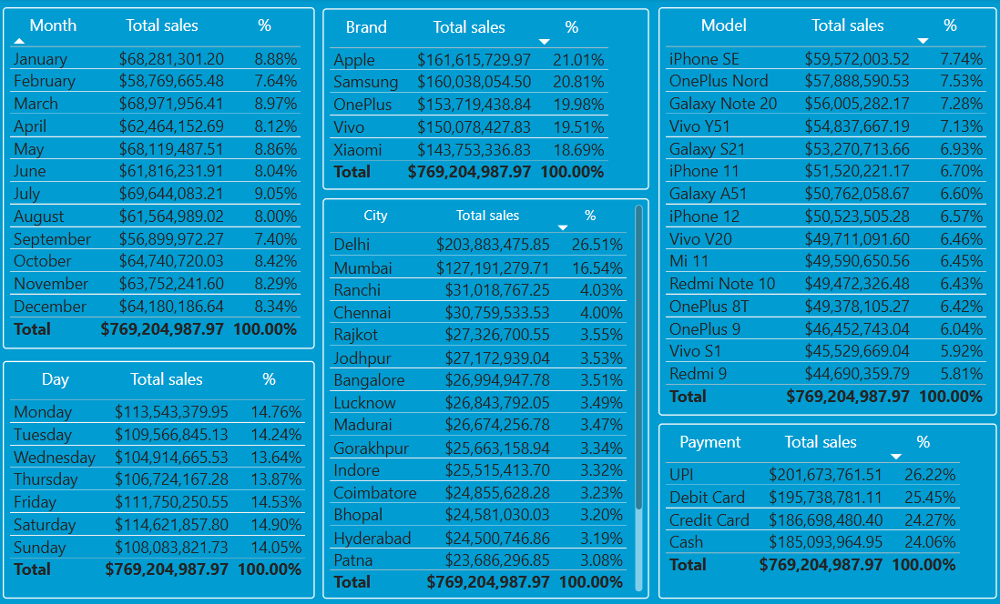 Month Total sales %
January $68,281,301.20 8.88%
February $58,769,665.48 7.64%
March $68,971,956.41 8.97%
April $62,464,152.69 8.12%
May $68,119,487.51 8.86%
June $61,816,231.91 8.04%
July $69,644,083.21 9.05%
August $61,564,989.02 8.00%
September $56,899,972.27 7.40%
October $64,740,720.03 8.42%
November $63,752,241.60 8.29%
December $64,180,186.64 8.34%
Total $769,204,987.97 100.00%
Day Total sales %
Monday $113,543,379.95 14.76%
Tuesday $109,566,845.13 14.24%
Wednesday $104,914,665.53 13.64%
Thursday $106,724,167.28 13.87%
Friday $111,750,250.55 14.53%
Saturday $114,621,857.80 14.90%
Sunday $108,083,821.73 14.05%
Total $769,204,987.97 100.00%
Brand Total sales %
Apple $161,615,729.97 21.01%
Samsung $160,038,054.50 20.81%
OnePlus $153,719,438.84 19.98%
Vivo $150,078,427.83 19.51%
Xiaomi $143,753,336.83 18.69%
Total $769,204,987.97 100.00%
City Total sales %
Delhi $203,883,475.85 26.51%
Mumbai $127,191,279.71 16.54%
Ranchi $31,018,767.25 4.03%
Chennai $30,759,533.53 4.00%
Rajkot $27,326,700.55 3.55%
Jodhpur $27,172,939.04 3.53%
Bangalore $26,994,947.78 3.51%
Lucknow $26,843,792.05 3.49%
Madurai $26,674,256.78 3.47%
Gorakhpur $25,663,158.94 3.34%
Indore $25,515,413.70 3.32%
Coimbatore $24,855,628.28 3.23%
Bhopal $24,581,030.03 3.20%
Hyderabad $24,500,746.86 3.19%
Patna $23,686,296.85 3.08%
Total $769,204,987.97 100.00%
Model Total sales %
iPhone SE $59,572,003.52 7.74%
OnePlus Nord $57,888,590.53 7.53%
Galaxy Note 20 $56,005,282.17 7.28%
Vivo Y51 $54,837,667.19 7.13%
Galaxy S21 $53,270,713.66 6.93%
iPhone 11 $51,520,221.17 6.70%
Galaxy A51 $50,762,058.67 6.60%
iPhone 12 $50,523,505.28 6.57%
Vivo V20 $49,711,091.60 6.46%
Mi 11 $49,590,650.56 6.45%
Redmi Note 10 $49,472,326.48 6.43%
OnePlus 8T $49,378,105.27 6.42%
OnePlus 9 $46,452,743.04 6.04%
Vivo S1 $45,529,669.04 5.92%
Redmi 9 $44,690,359.79 5.81%
Total $769,204,987.97 100.00%
Payment Total sales %
UPI $201,673,761.51 26.22%
Debit Card $195,738,781.11 25.45%
Credit Card $186,698,480.40 24.27%
Cash $185,093,964.95 24.06%
Total $769,204,987.97 100.00%